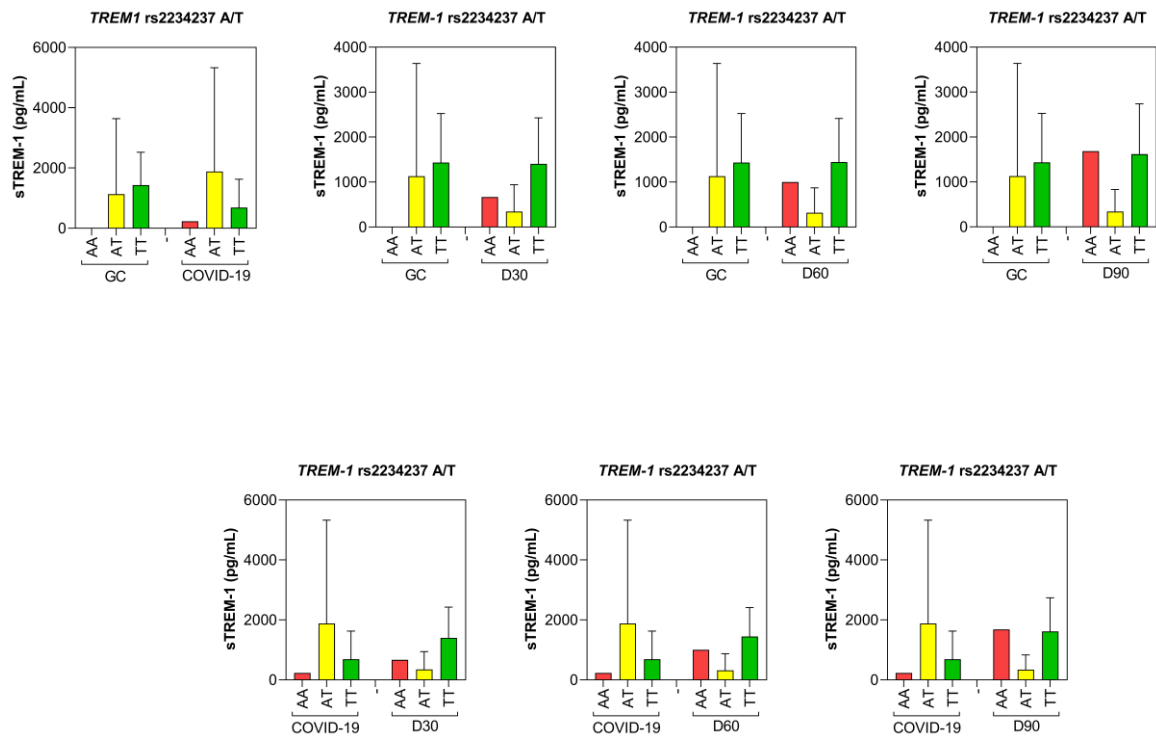 TREM1 rs2234237 A/T
sTREM-1 (pg/mL)
6000
4000
2000
0
AA AT TT - AA AT TT
GC COVID-19
TREM-1 rs2234237 A/T
sTREM-1 (pg/mL)
4000
3000
2000
1000
0
AA AT TT - AA AT TT
GC D30
TREM-1 rs2234237 A/T
sTREM-1 (pg/mL)
4000
3000
2000
1000
0
AA AT TT - AA AT TT
GC D60
TREM-1 rs2234237 A/T
sTREM-1 (pg/mL)
4000
3000
2000
1000
0
AA AT TT - AA AT TT
GC D90
TREM-1 rs2234237 A/T
sTREM-1 (pg/mL)
6000
4000
2000
0
AA AT TT - AA AT TT
COVID-19 D30
TREM-1 rs2234237 A/T
sTREM-1 (pg/mL)
6000
4000
2000
0
AA AT TT - AA AT TT
COVID-19 D60
TREM-1 rs2234237 A/T
sTREM-1 (pg/mL)
6000
4000
2000
0
AA AT TT - AA AT TT
COVID-19 D90